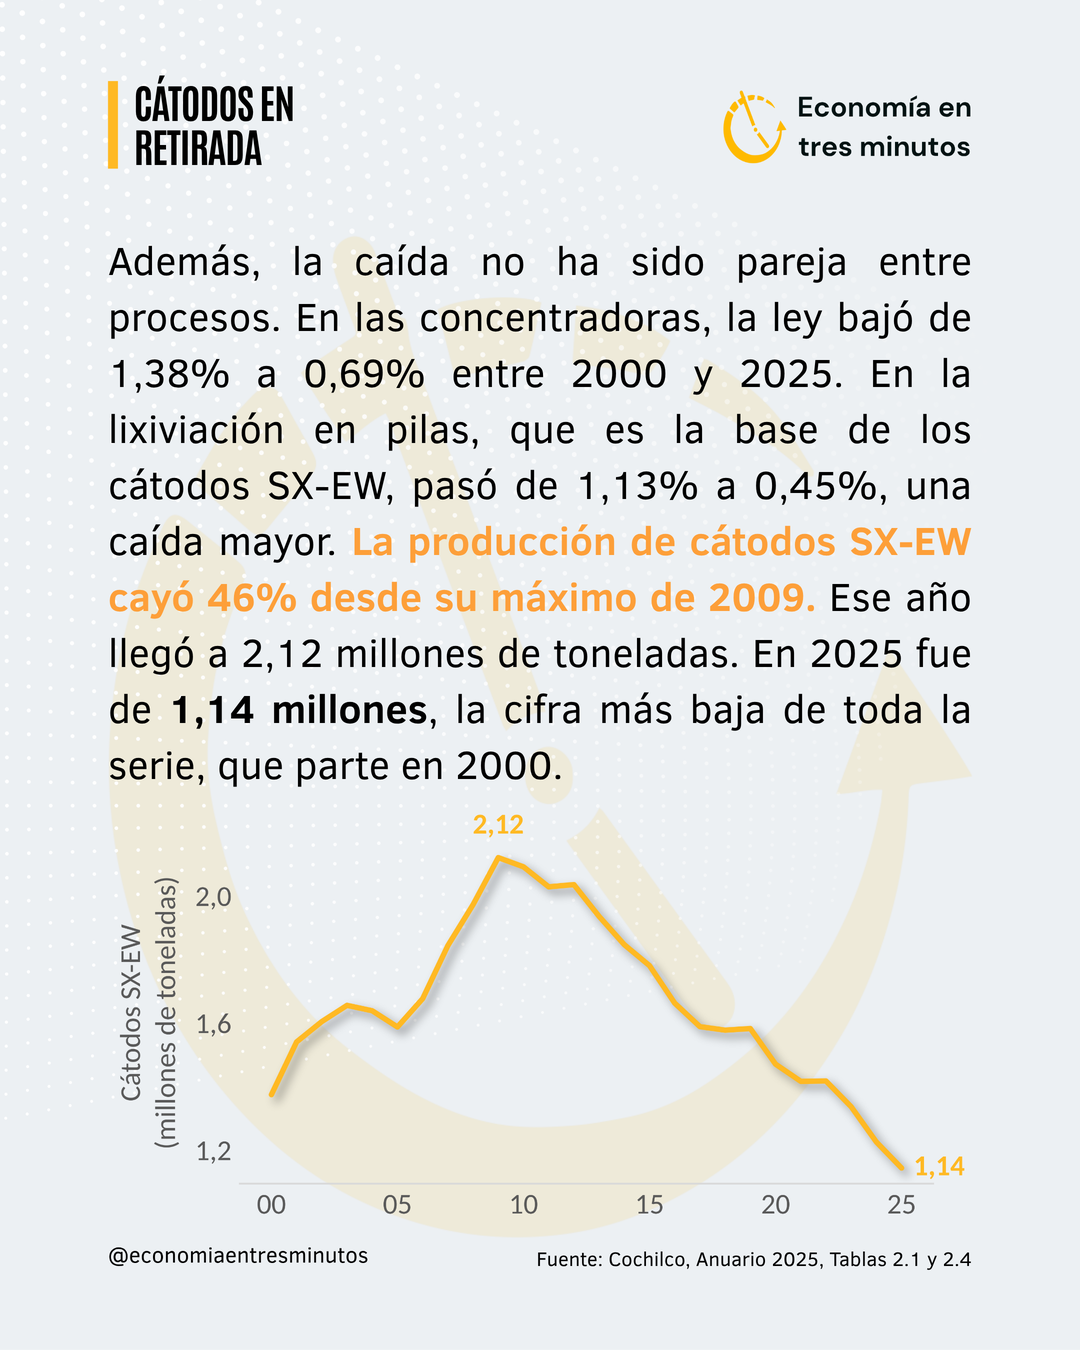 CÁTODOS EN
RETIRADA
Economía en
tres minutos
Además, la caída no ha sido pareja entre
procesos. En las concentradoras, la ley bajó de
1,38% a 0,69% entre 2000 y 2025. En la
lixiviación en pilas, que es la base de los
cátodos SX-EW, pasó de 1,13% a 0,45%, una
caída mayor. La producción de cátodos SX-EW
cayó 46% desde su máximo de 2009. Ese año
llegó a 2,12 millones de toneladas. En 2025 fue
de 1,14 millones, la cifra más baja de toda la
serie, que parte en 2000.
2,12
Cátodos SX-EW
(millones de toneladas)
2,0
1,6
1,2
1,14
00 05 10 15 20 25
@economiaentresminutos
Fuente: Cochilco, Anuario 2025, Tablas 2.1 y 2.4